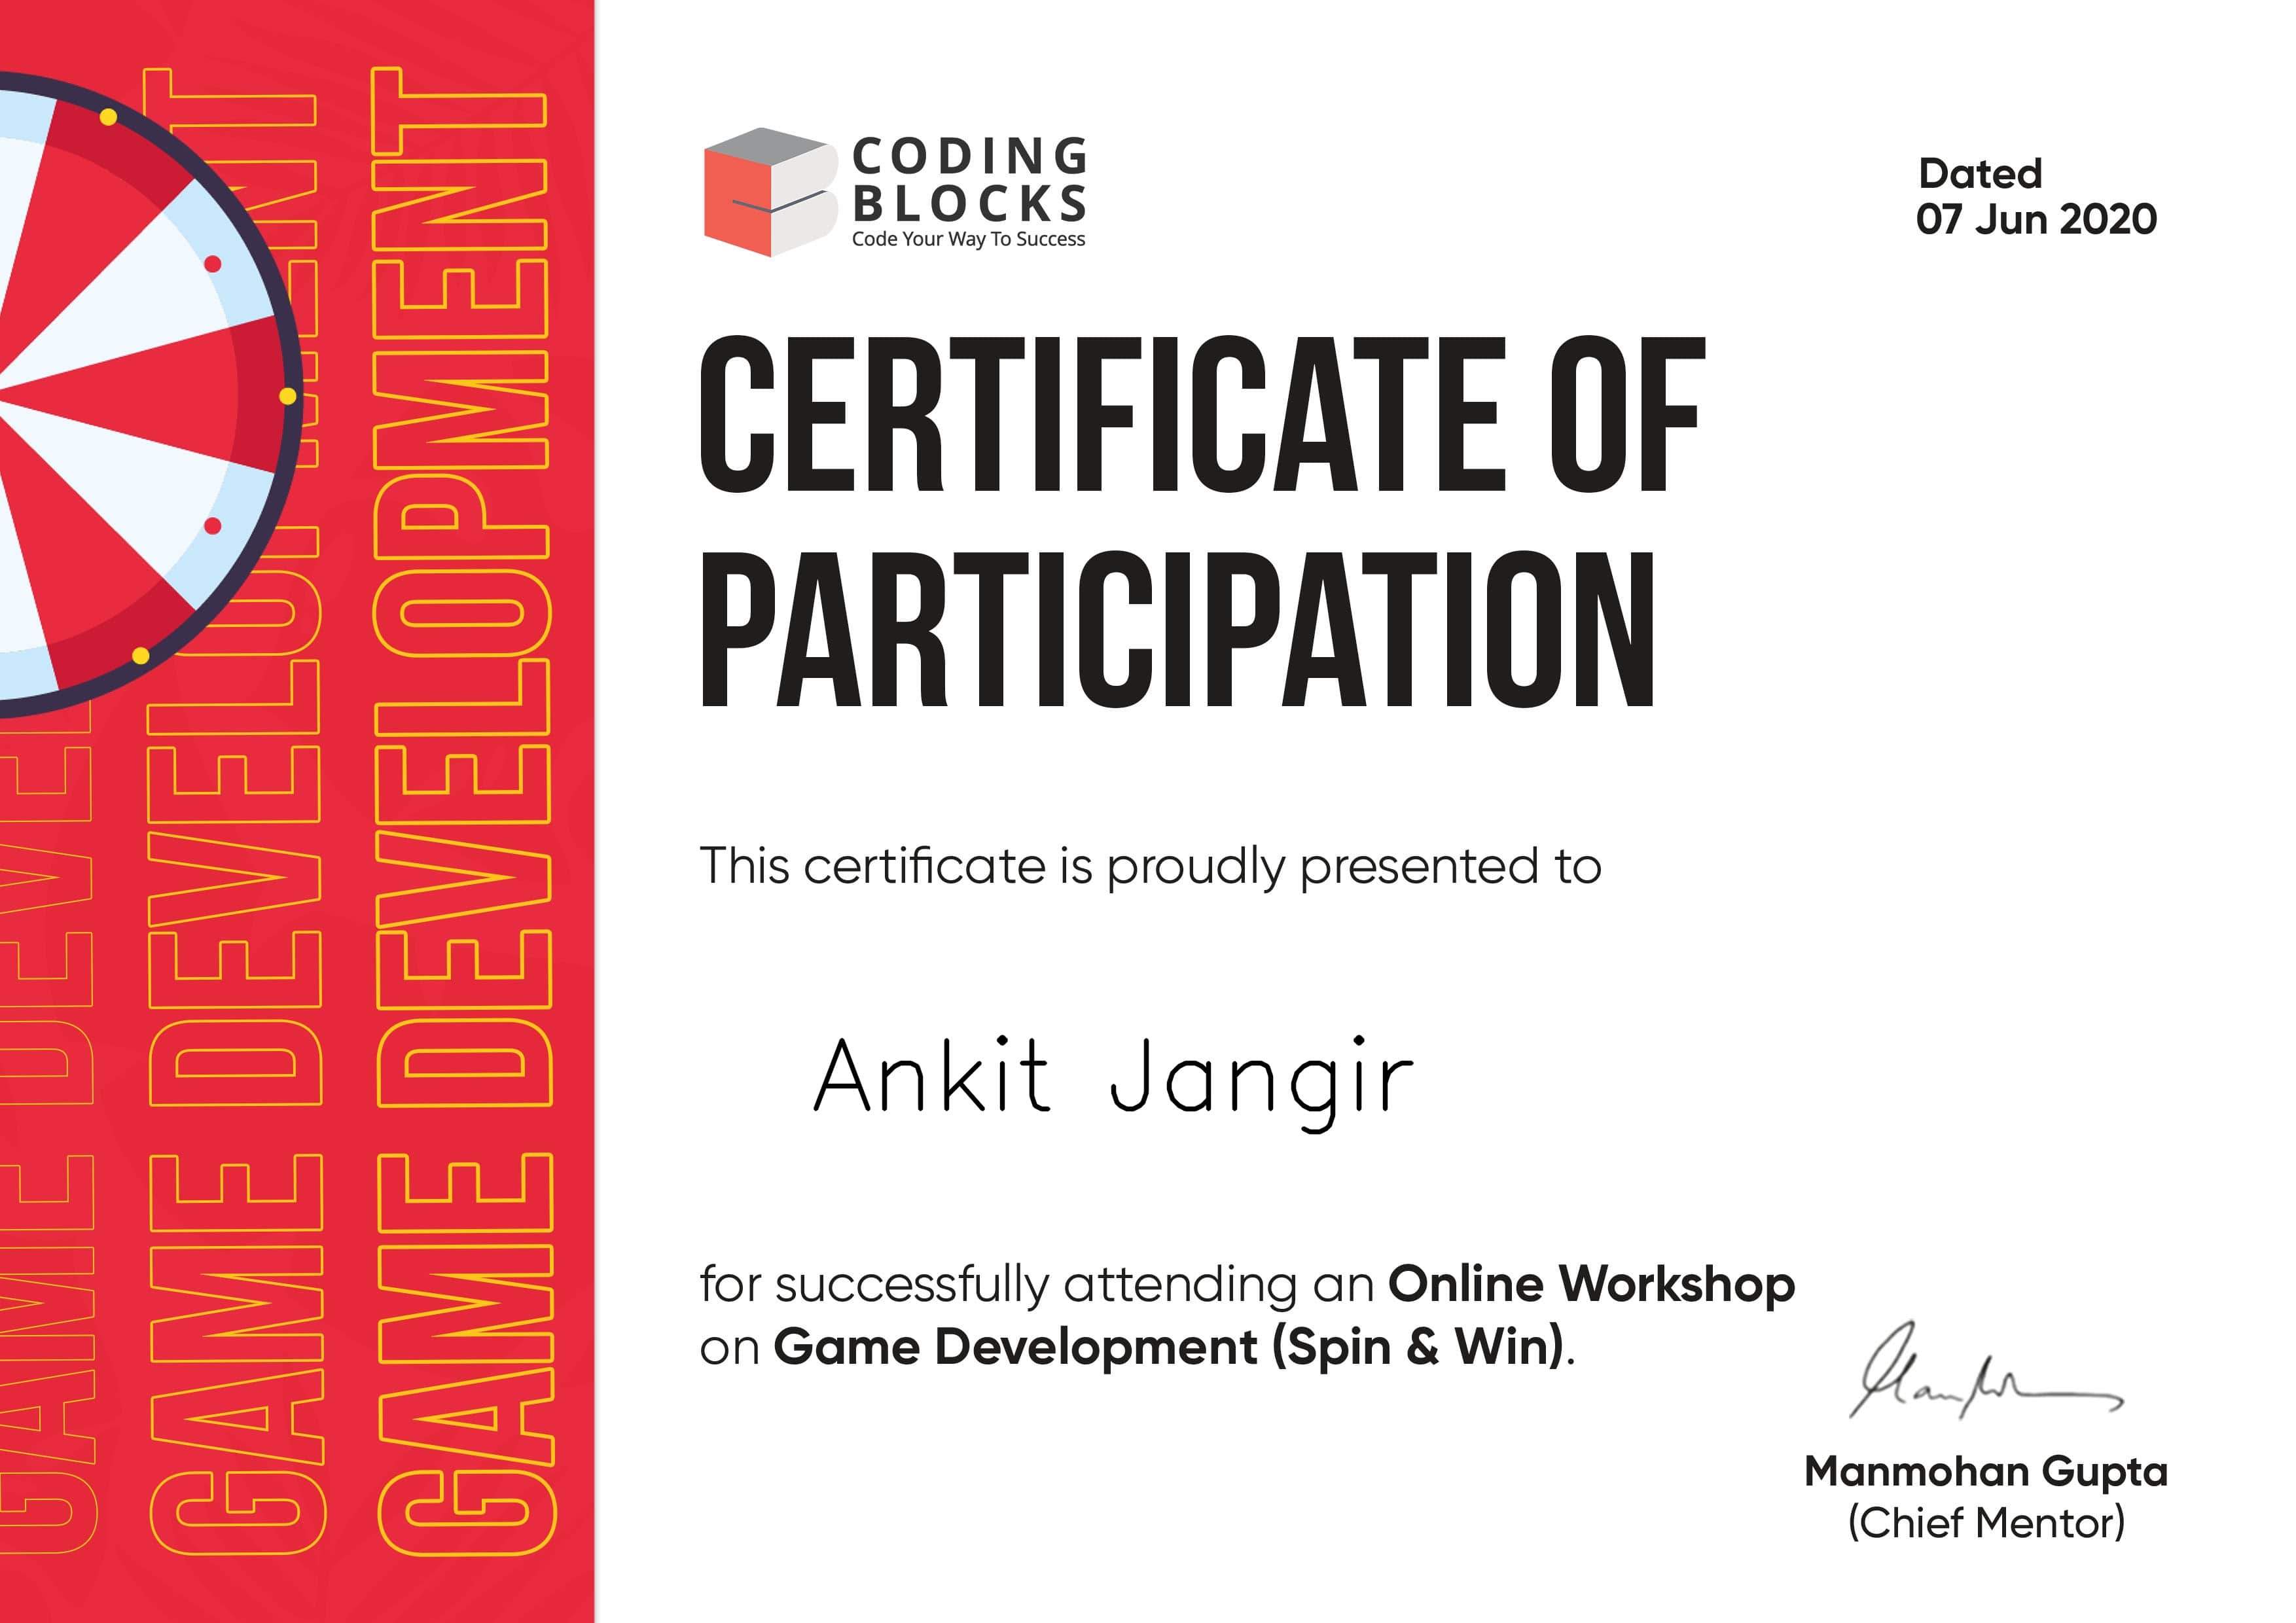 GAME DEVEL
GAME DEVELOPMENT
GAME DEVELOPMENT
CODING
BLOCKS
Code Your Way To Success
Dated
07 Jun 2020
CERTIFICATE OF
PARTICIPATION
This certificate is proudly presented to
Ankit Jangir
for successfully attending an Online Workshop
on Game Development (Spin & Win).
Manmohan Gupta
(Chief Mentor)